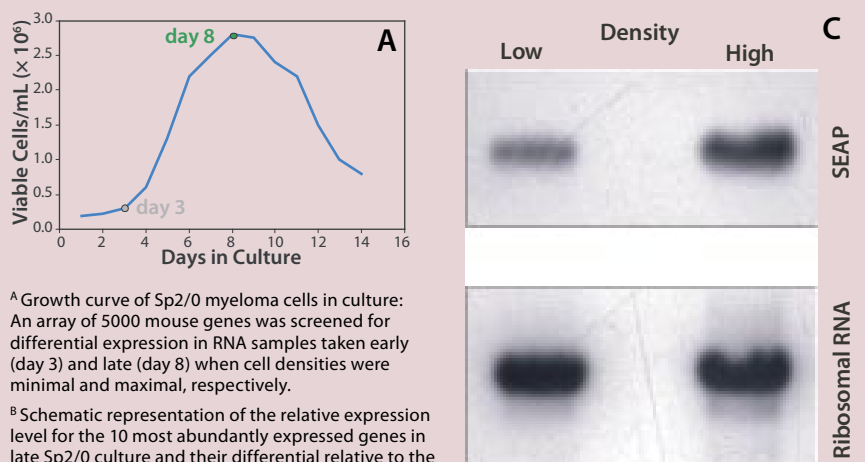 A
Viable Cells/mL (× 10⁶)
3.0
2.5
2.0
1.5
1.0
0.5
0.0
day 8
day 3
0 2 4 6 8 10 12 14 16
Days in Culture
ᴬ Growth curve of Sp2/0 myeloma cells in culture:
An array of 5000 mouse genes was screened for
differential expression in RNA samples taken early
(day 3) and late (day 8) when cell densities were
minimal and maximal, respectively.
ᴮ Schematic representation of the relative expression
level for the 10 most abundantly expressed genes in
late Sp2/0 culture and their differential relative to the
C
Density
Low High
SEAP
Ribosomal RNA